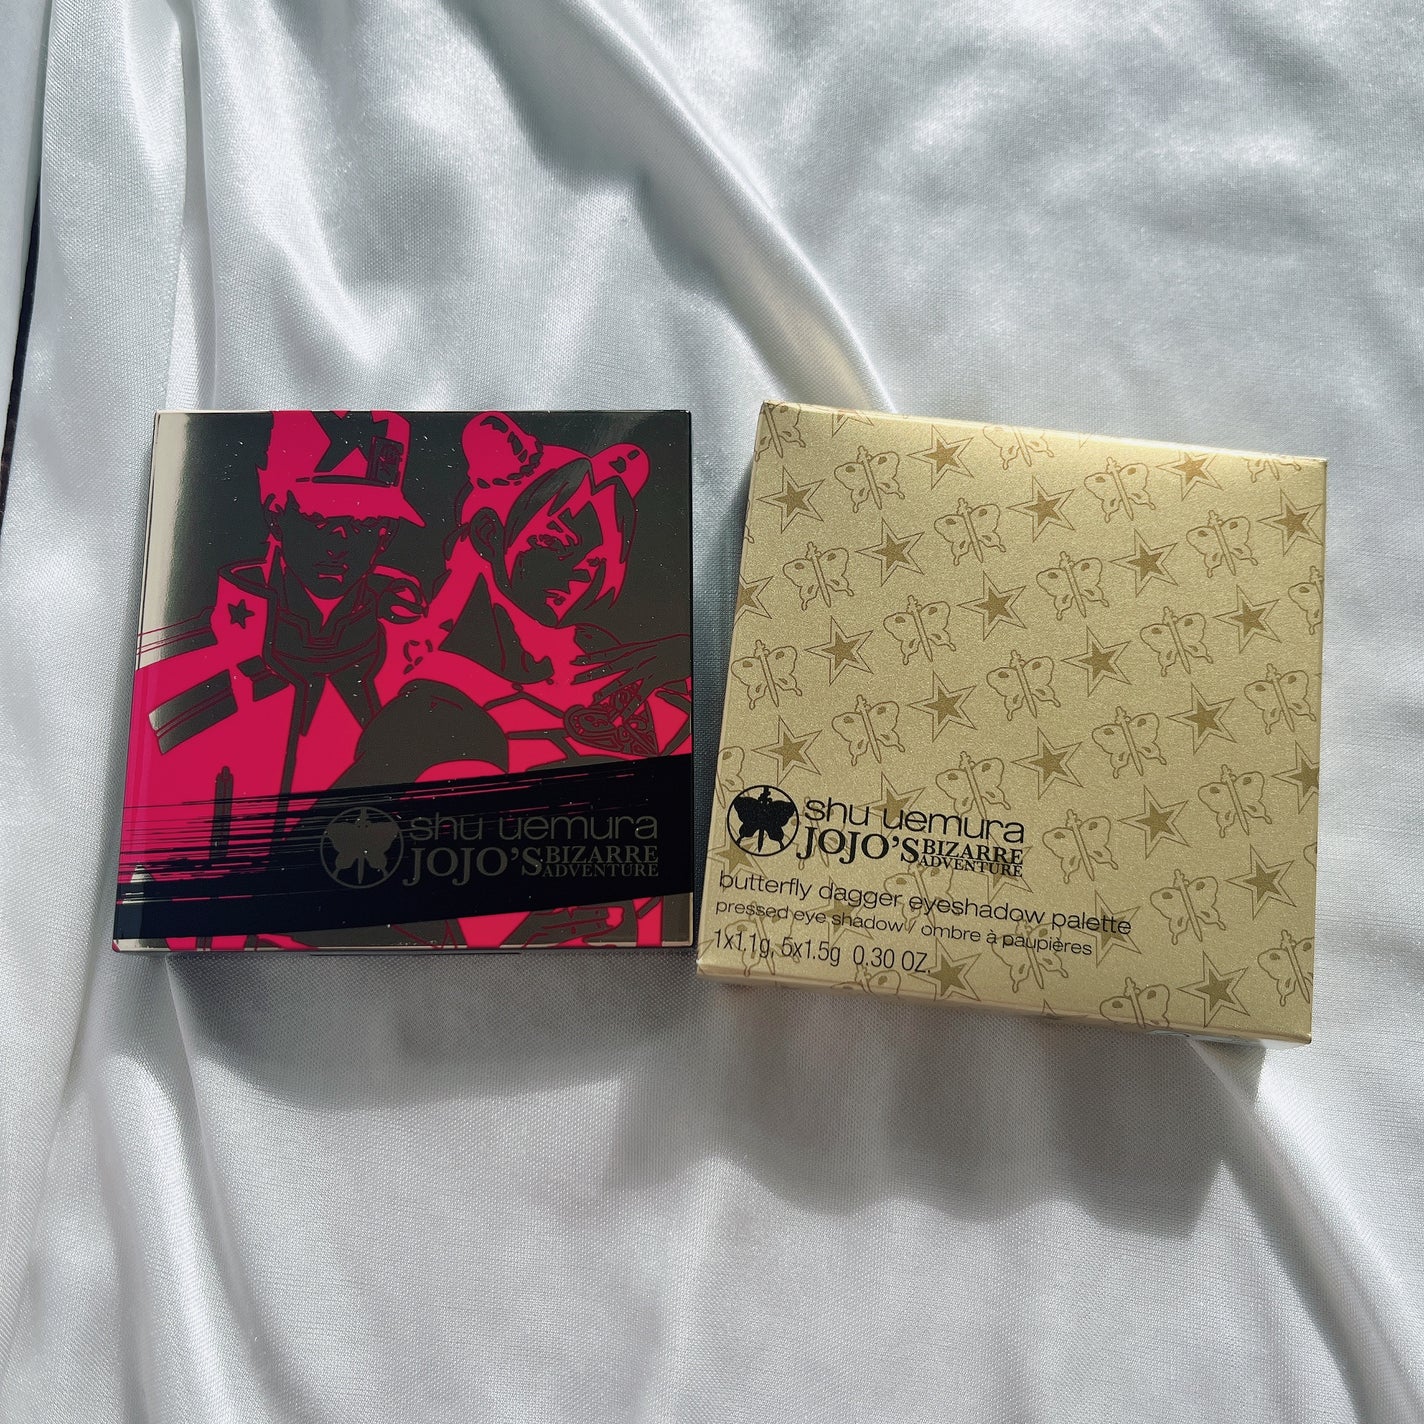 shu uemura
JOJO'S BIZARRE
ADVENTURE
shu uemura
JOJO'S BIZARRE
ADVENTURE
butterfly dagger eyeshadow palette
pressed eye shadow / ombre à paupières
1x1.1g, 5x1.5g 0.30 OZ.